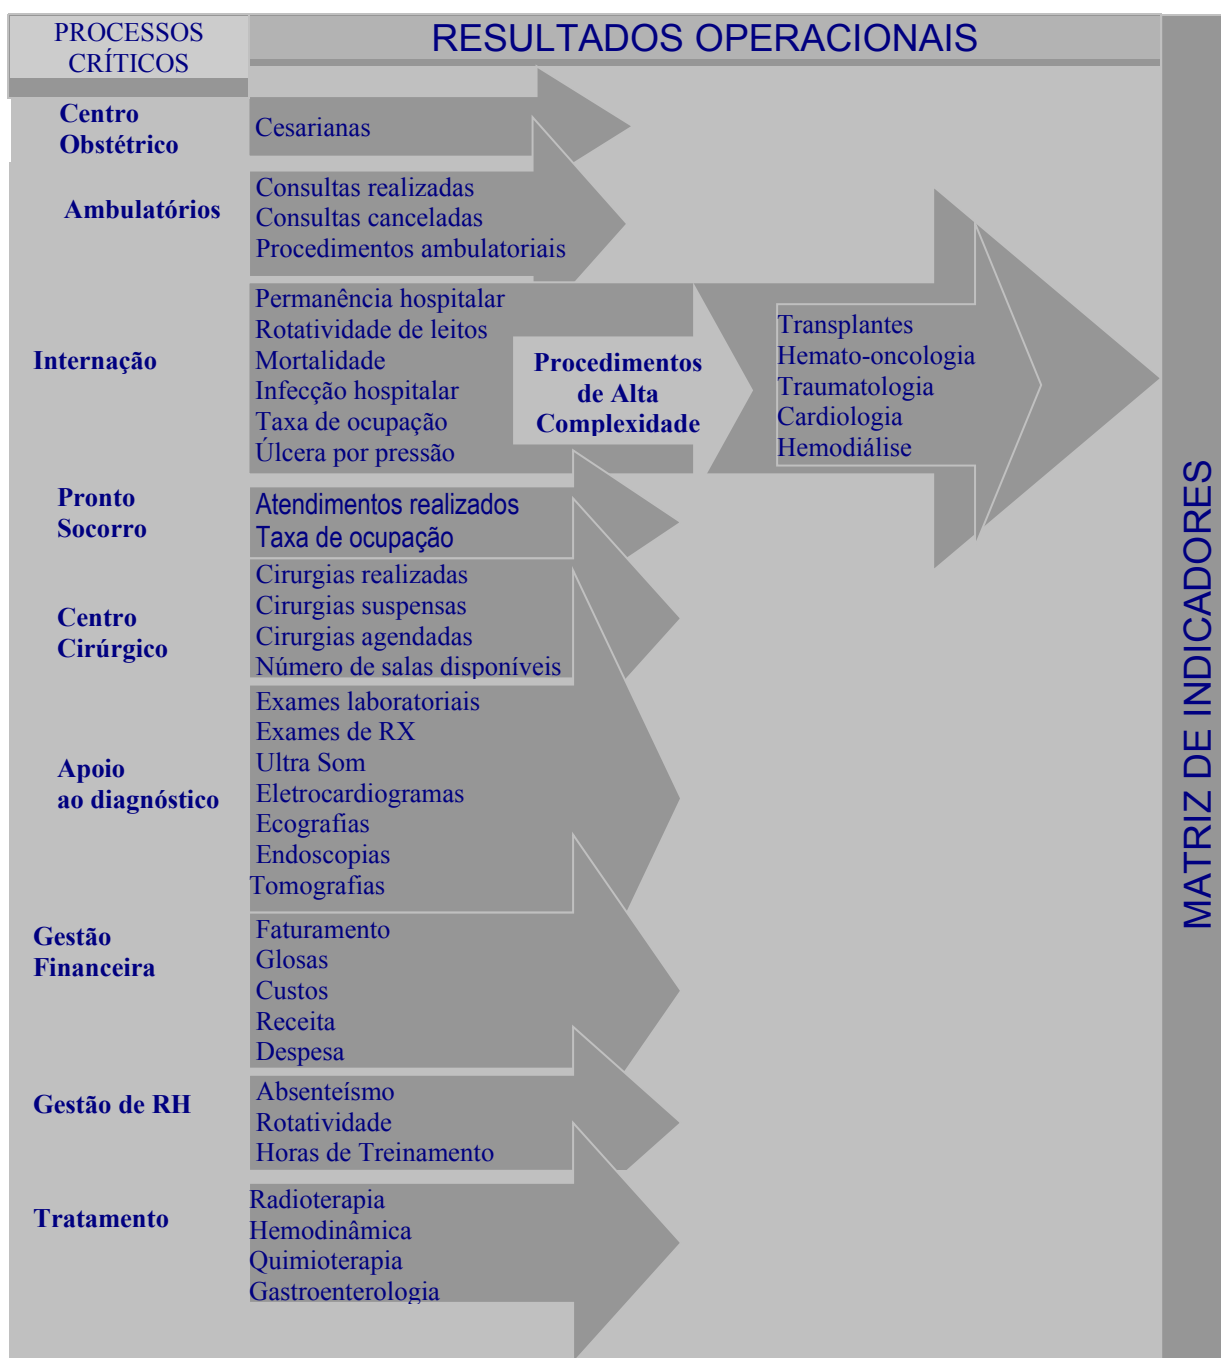 PROCESSOS
CRÍTICOS
RESULTADOS OPERACIONAIS
Centro
Obstétrico
Cesarianas
Ambulatórios
Consultas realizadas
Consultas canceladas
Procedimentos ambulatoriais
Internação
Permanência hospitalar
Rotatividade de leitos
Mortalidade
Infecção hospitalar
Taxa de ocupação
Úlcera por pressão
Procedimentos
de Alta
Complexidade
Transplantes
Hemato-oncologia
Traumatologia
Cardiologia
Hemodiálise
Pronto
Socorro
Atendimentos realizados
Taxa de ocupação
Centro
Cirúrgico
Cirurgias realizadas
Cirurgias suspensas
Cirurgias agendadas
Número de salas disponíveis
Apoio
ao diagnóstico
Exames laboratoriais
Exames de RX
Ultra Som
Eletrocardiogramas
Ecografias
Endoscopias
Tomografias
Gestão
Financeira
Faturamento
Glosas
Custos
Receita
Despesa
Gestão de RH
Absenteísmo
Rotatividade
Horas de Treinamento
Tratamento
Radioterapia
Hemodinâmica
Quimioterapia
Gastroenterologia
MATRIZ DE INDICADORES